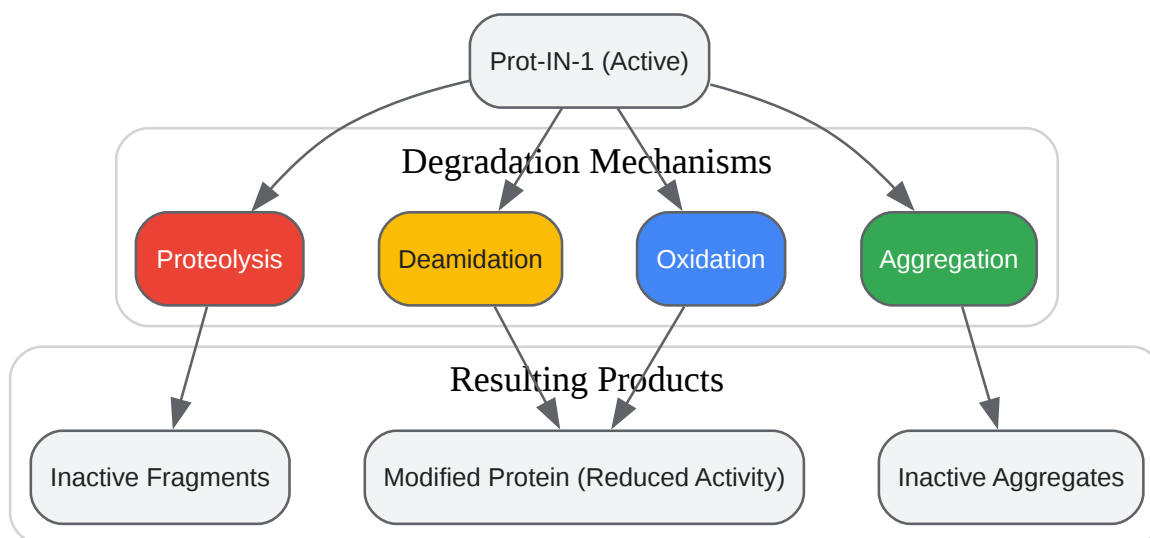 Prot-IN-1 (Active)
Degradation Mechanisms
Proteolysis
Deamidation
Oxidation
Aggregation
Resulting Products
Inactive Fragments
Modified Protein (Reduced Activity)
Inactive Aggregates